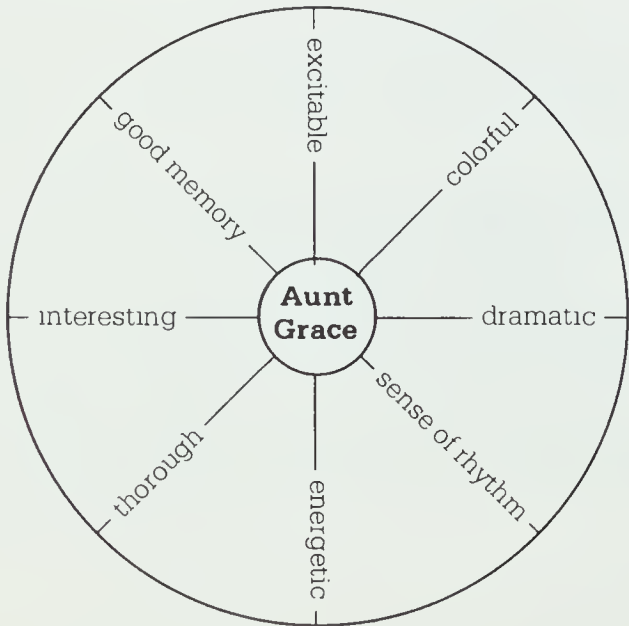 excitable
colorful
dramatic
sense of rhythm
energetic
thorough
interesting
good memory
Aunt
Grace